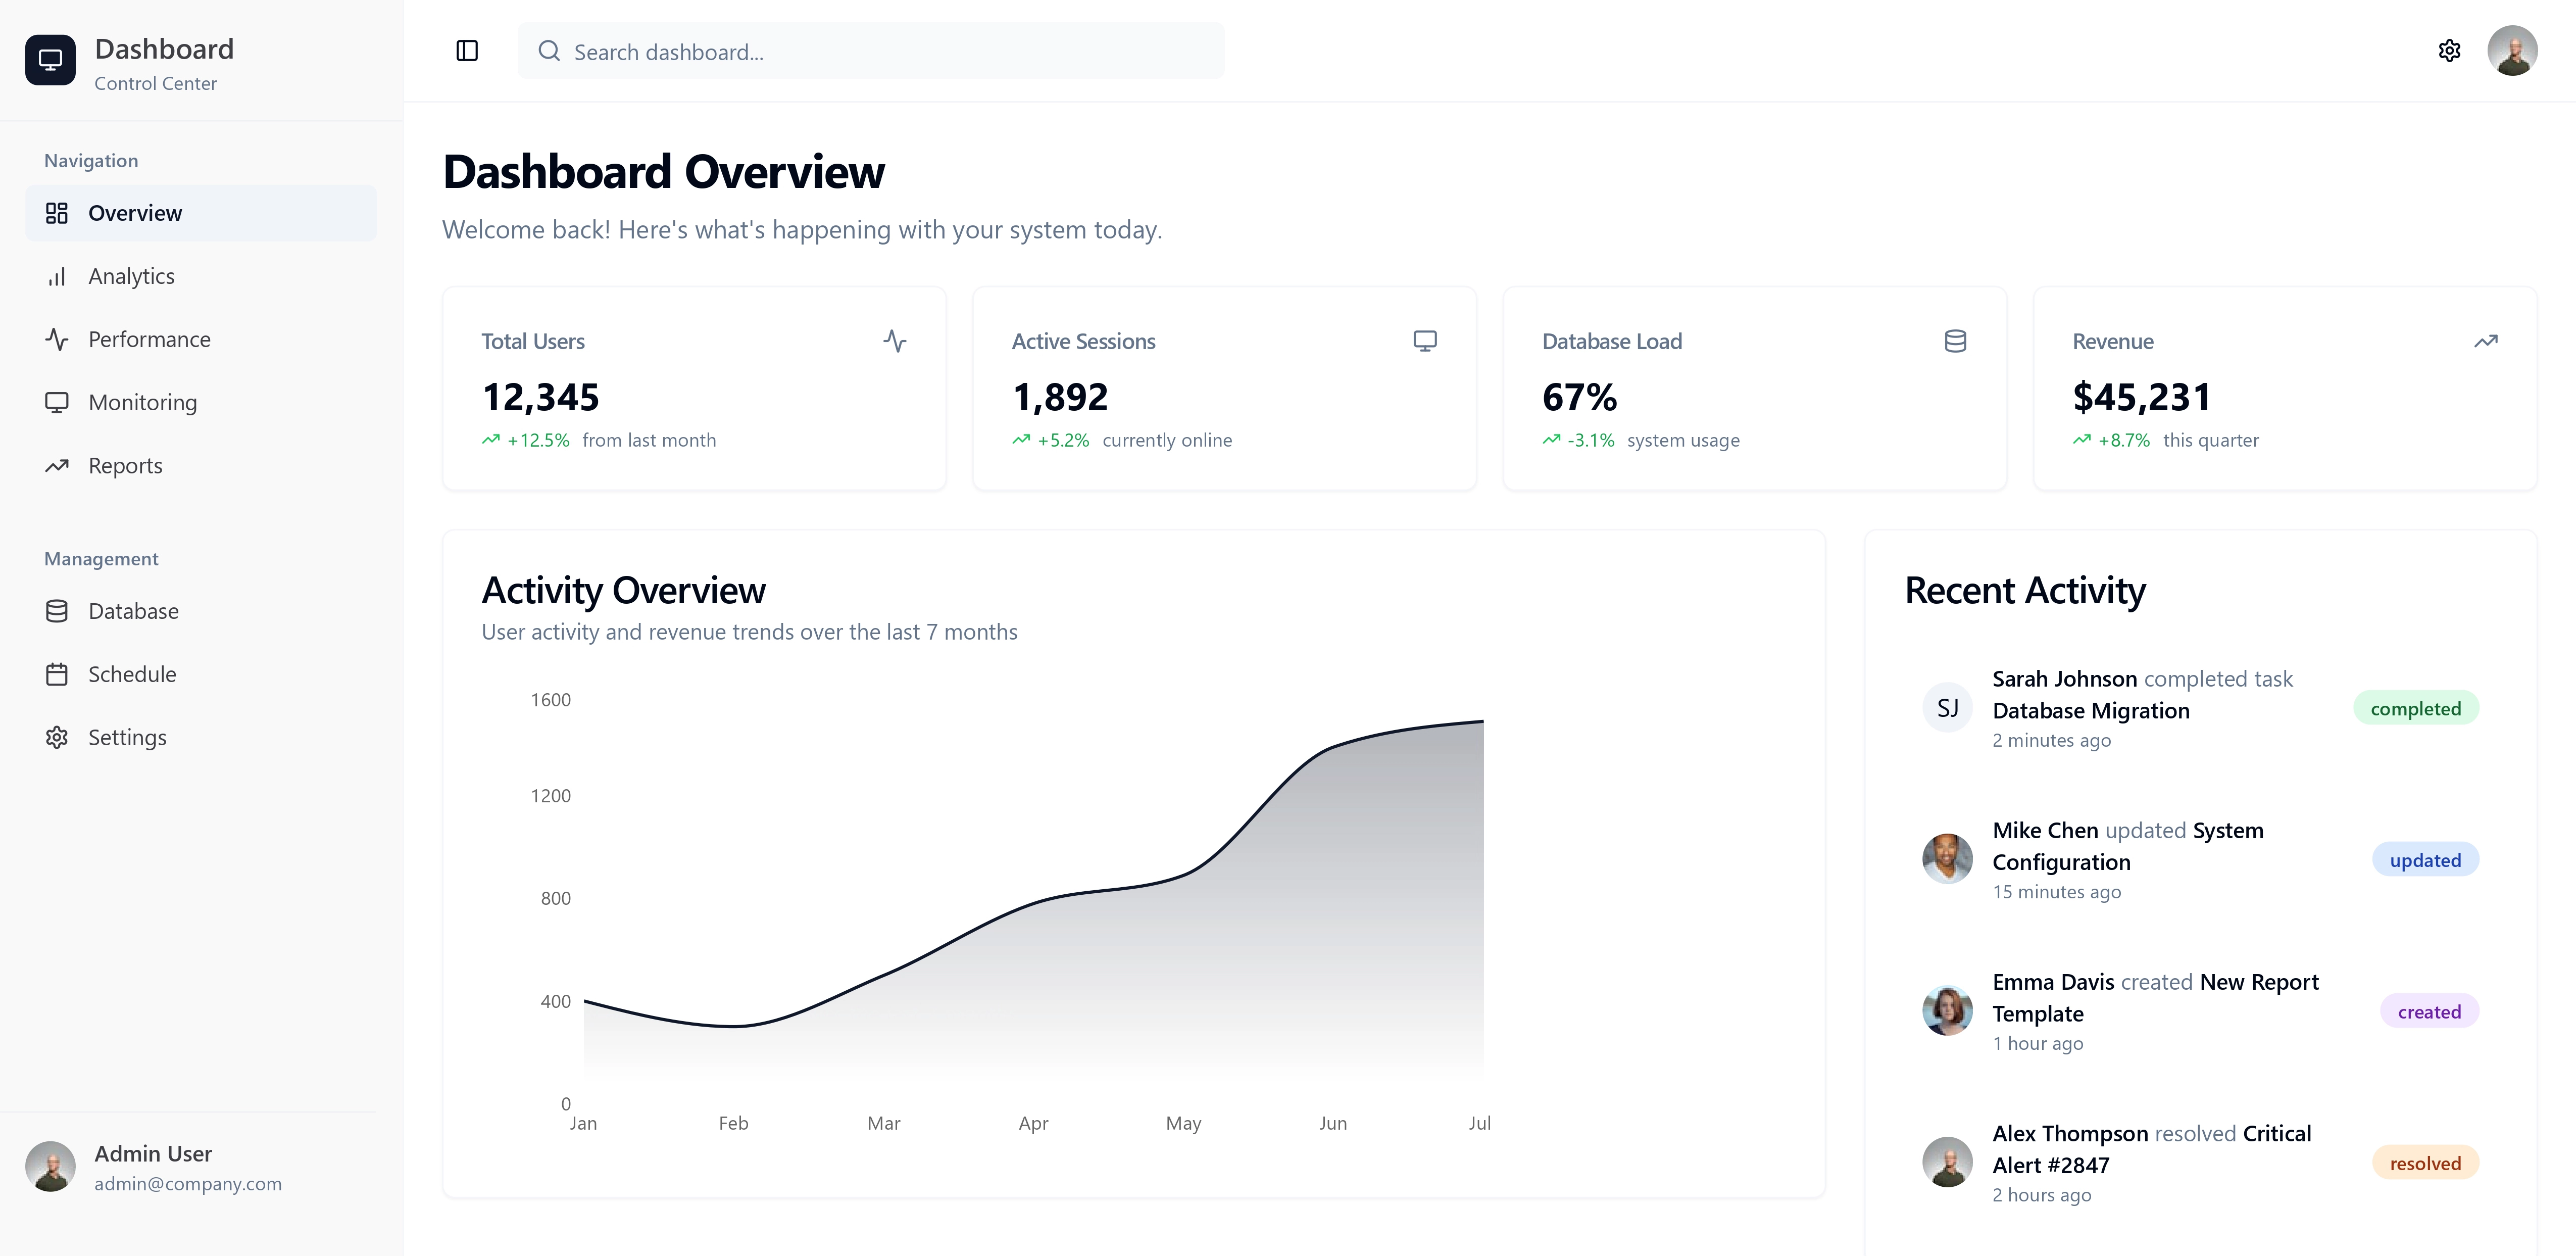 Dashboard
Control Center
Navigation
Overview
Analytics
Performance
Monitoring
Reports
Management
Database
Schedule
Settings
Admin User
admin@company.com
Search dashboard...
Dashboard Overview
Welcome back! Here's what's happening with your system today.
Total Users
12,345
+12.5% from last month
Active Sessions
1,892
+5.2% currently online
Database Load
67%
-3.1% system usage
Revenue
$45,231
+8.7% this quarter
Activity Overview
User activity and revenue trends over the last 7 months
1600
1200
800
400
0
Jan Feb Mar Apr May Jun Jul
Recent Activity
SJ
Sarah Johnson completed task
Database Migration
2 minutes ago
completed
Mike Chen updated System
Configuration
15 minutes ago
updated
Emma Davis created New Report
Template
1 hour ago
created
Alex Thompson resolved Critical
Alert #2847
2 hours ago
resolved